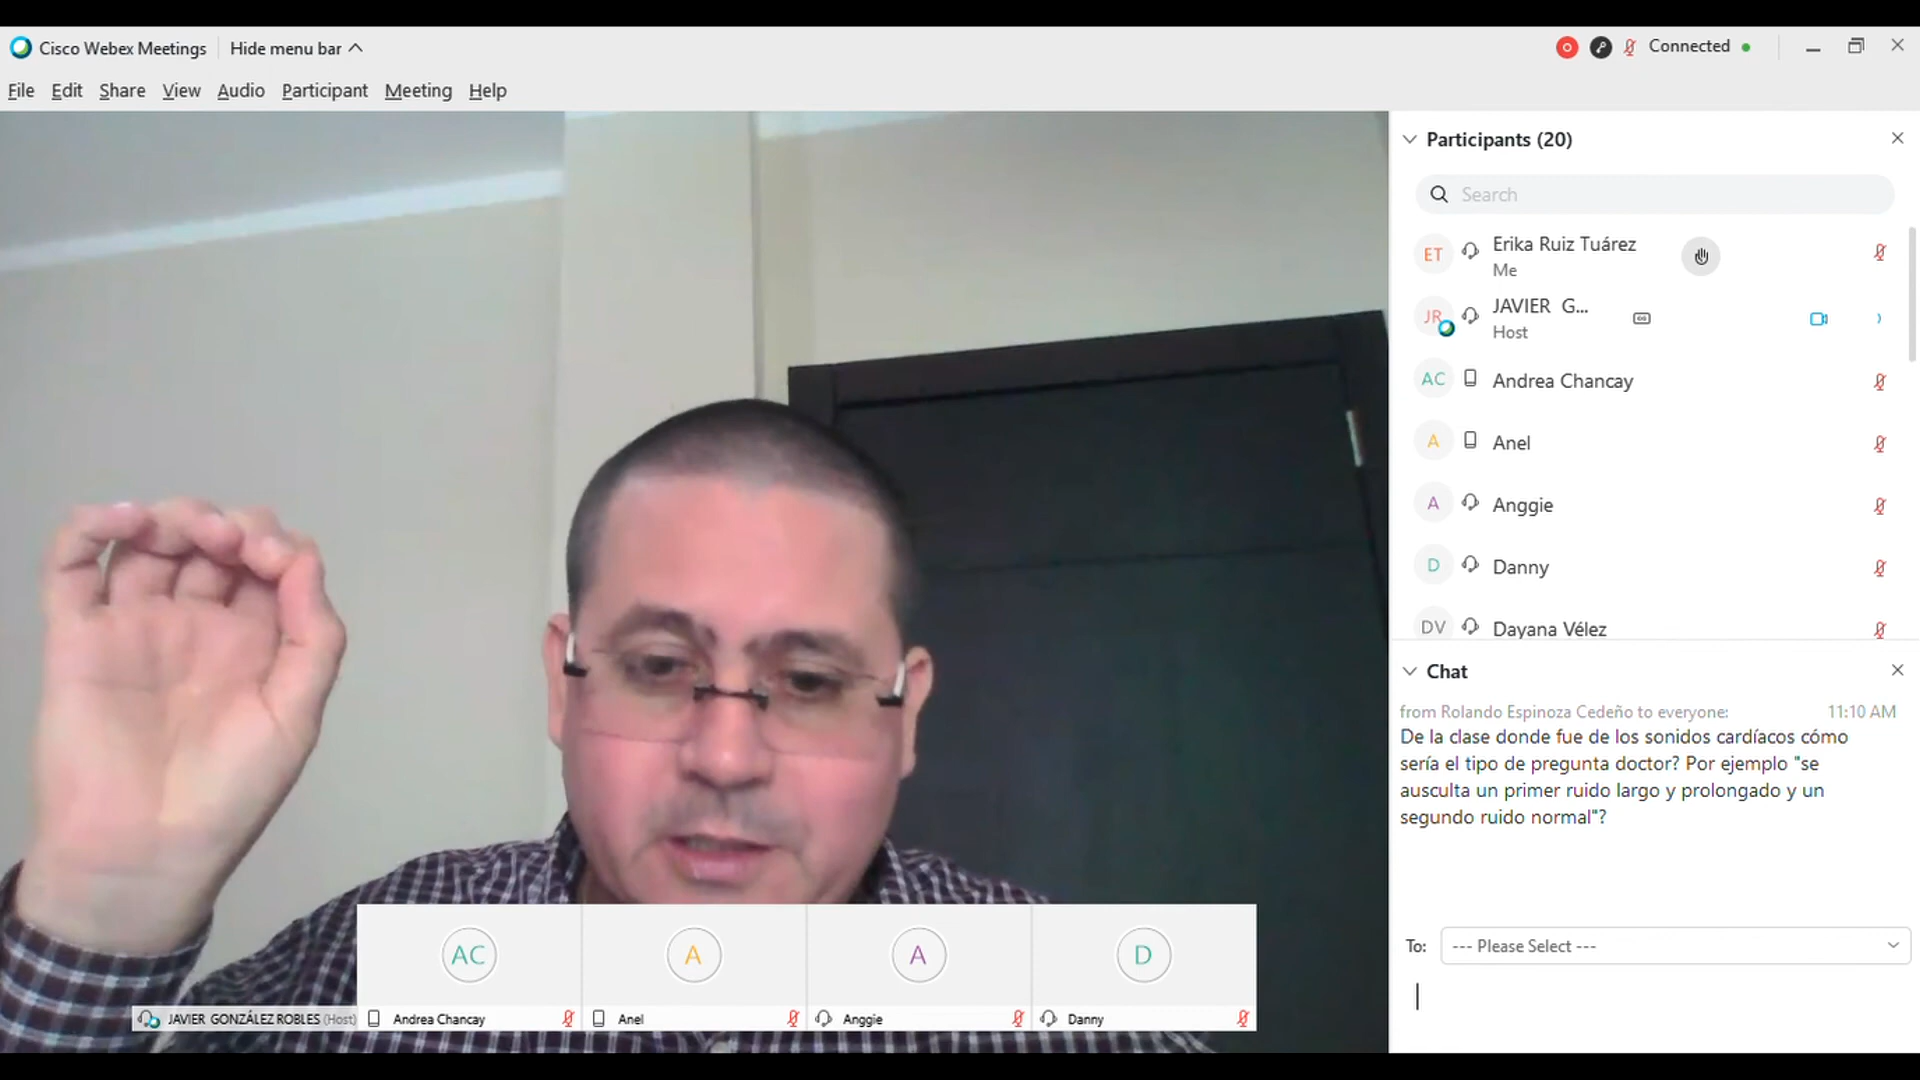 Cisco Webex Meetings
Hide menu bar
Connected
File Edit Share View Audio Participant Meeting Help
Participants (20)
Search
ET
Erika Ruiz Tuárez
Me
JR
JAVIER G...
Host
AC
Andrea Chancay
A
Anel
A
Anggie
D
Danny
DV
Dayana Vélez
Chat
from Rolando Espinoza Cedeño to everyone: 11:10 AM
De la clase donde fue de los sonidos cardíacos cómo
sería el tipo de pregunta doctor? Por ejemplo "se
ausculta un primer ruido largo y prolongado y un
segundo ruido normal"?
To: --- Please Select ---
AC
A
A
D
JAVIER GONZÁLEZ ROBLES (Host)
Andrea Chancay
Anel
Anggie
Danny